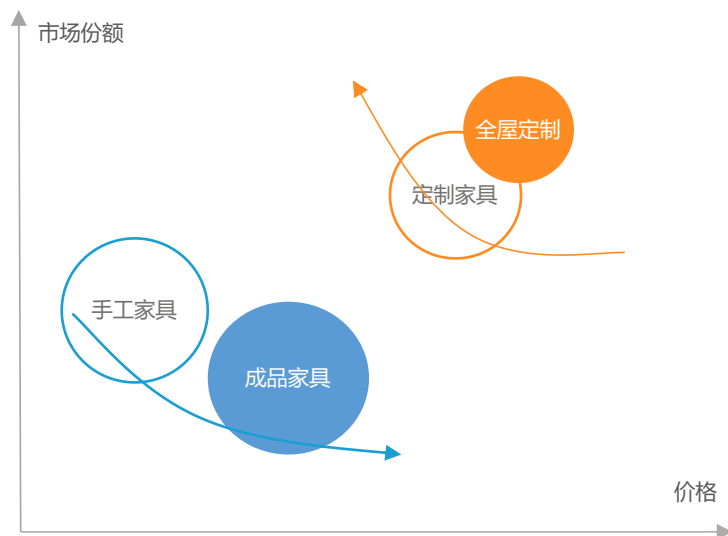 市场份额
全屋定制
定制家具
手工家具
成品家具
价格